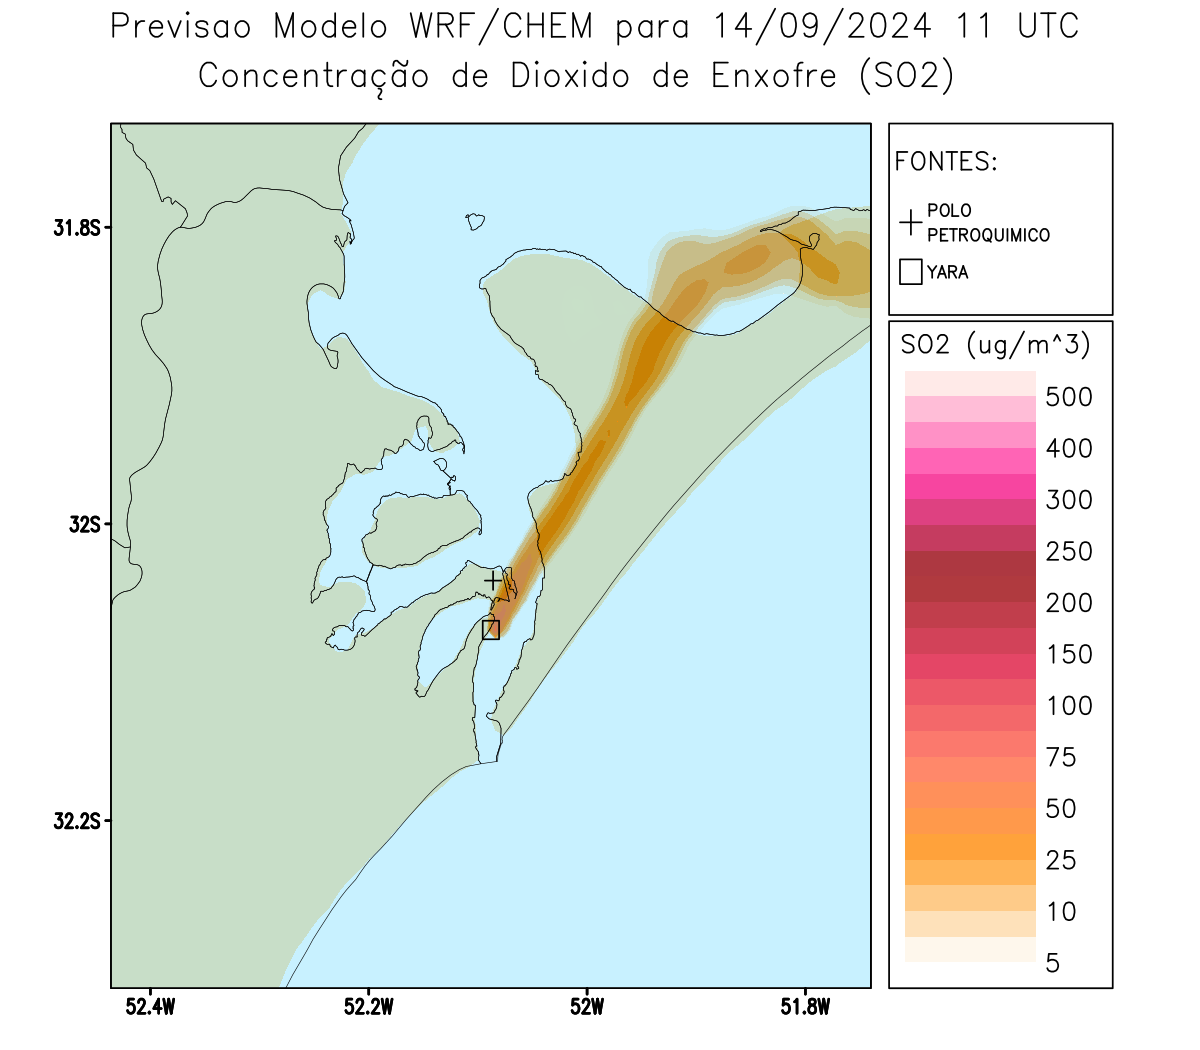 Previsao Modelo WRF/CHEM para 14/09/2024 11 UTC
Concentração de Dioxido de Enxofre (SO2)
FONTES:
POLO
PETROQUIMICO
YARA
SO2 (ug/m^3)
500
400
300
250
200
150
100
75
50
25
10
5
31.8S
32S
32.2S
52.4W
52.2W
52W
51.8W